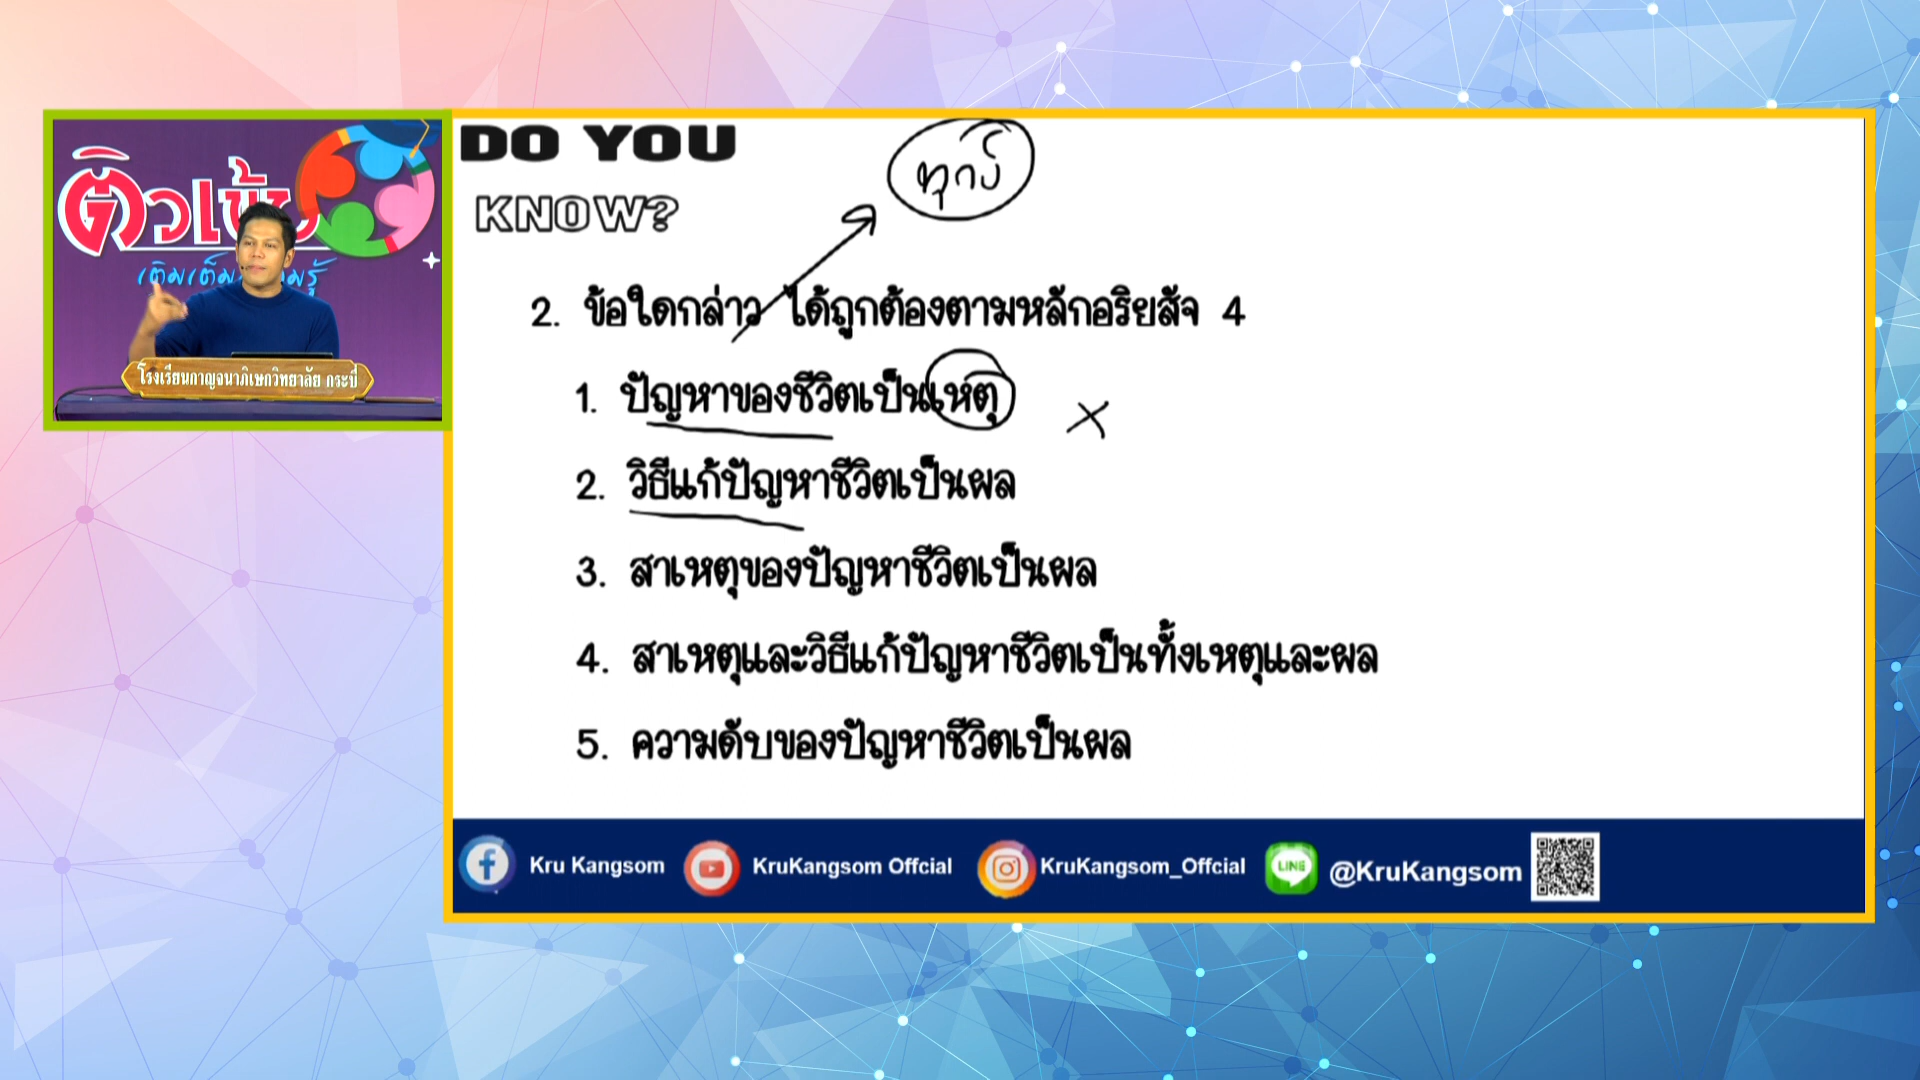 ติวเข้ม
เติมเต็มความรู้
โรงเรียนกาญจนาภิเษกวิทยาลัย กระบี่
DO YOU
KNOW?
ทุกข์
2. ข้อใดกล่าว ได้ถูกต้องตามหลักอริยสัจ 4
1. ปัญหาของชีวิตเป็นเหตุ
2. วิธีแก้ปัญหาชีวิตเป็นผล
3. สาเหตุของปัญหาชีวิตเป็นผล
4. สาเหตุและวิธีแก้ปัญหาชีวิตเป็นทั้งเหตุและผล
5. ความดับของปัญหาชีวิตเป็นผล
Kru Kangsom KruKangsom Offcial KruKangsom_Offcial LINE @KruKangsom